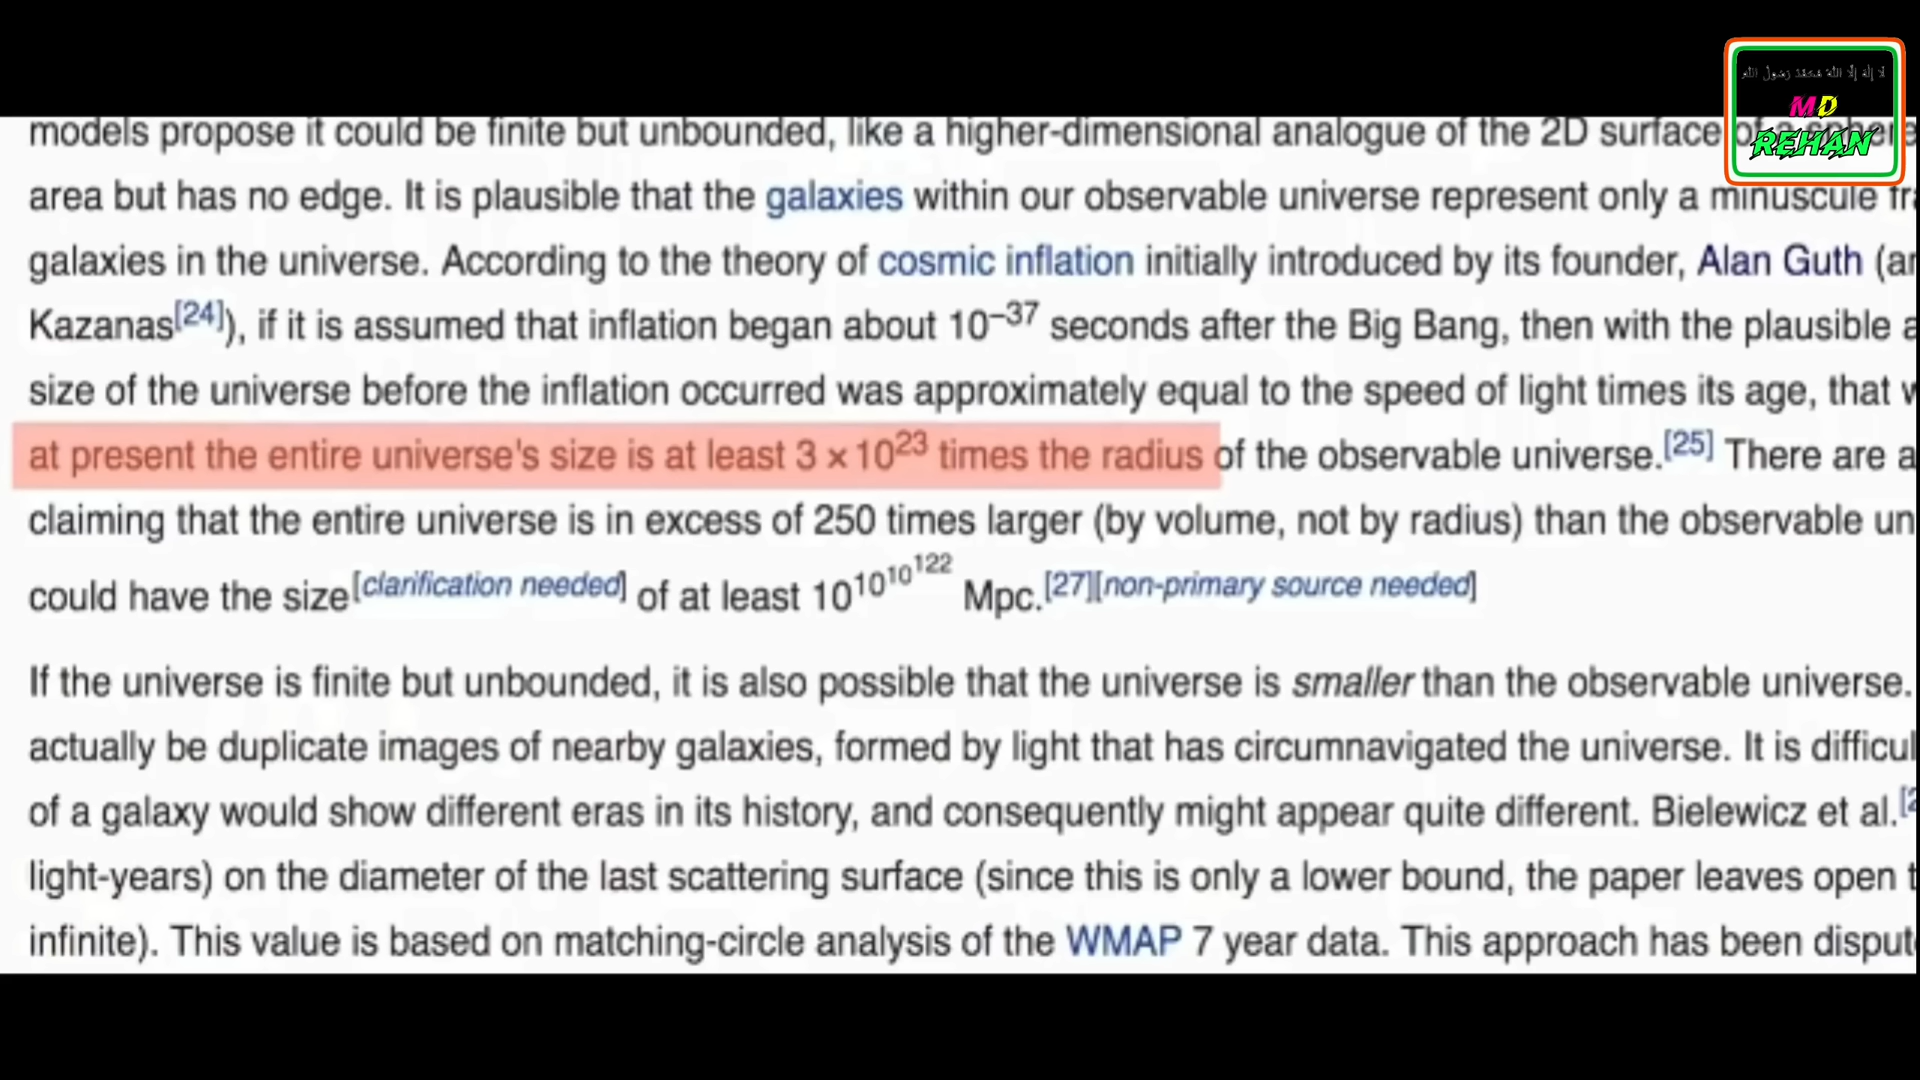 لا إله إلا الله محمد رسول الله
MD
REHAN
models propose it could be finite but unbounded, like a higher-dimensional analogue of the 2D surface of
area but has no edge. It is plausible that the galaxies within our observable universe represent only a minuscule
galaxies in the universe. According to the theory of cosmic inflation initially introduced by its founder, Alan Guth
Kazanas[24]), if it is assumed that inflation began about 10⁻³⁷ seconds after the Big Bang, then with the plausible
size of the universe before the inflation occurred was approximately equal to the speed of light times its age, that
at present the entire universe's size is at least 3 × 10²³ times the radius of the observable universe.[25] There are
claiming that the entire universe is in excess of 250 times larger (by volume, not by radius) than the observable
could have the size[clarification needed] of at least 10^10^10^122 Mpc.[27][non-primary source needed]
If the universe is finite but unbounded, it is also possible that the universe is smaller than the observable universe.
actually be duplicate images of nearby galaxies, formed by light that has circumnavigated the universe. It is
of a galaxy would show different eras in its history, and consequently might appear quite different. Bielewicz et al.
light-years) on the diameter of the last scattering surface (since this is only a lower bound, the paper leaves open
infinite). This value is based on matching-circle analysis of the WMAP 7 year data. This approach has been